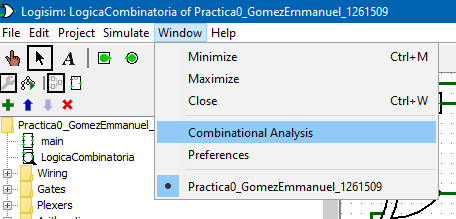 Logisim: LogicaCombinatoria of Practica0_GomezEmmanuel_1261509
File Edit Project Simulate Window Help
Minimize Ctrl+M
Maximize
Close Ctrl+W
Combinational Analysis
Preferences
Practica0_GomezEmmanuel_1261509
A
Practica0_GomezEmmanuel_
main
LogicaCombinatoria
Wiring
Gates
Plexers